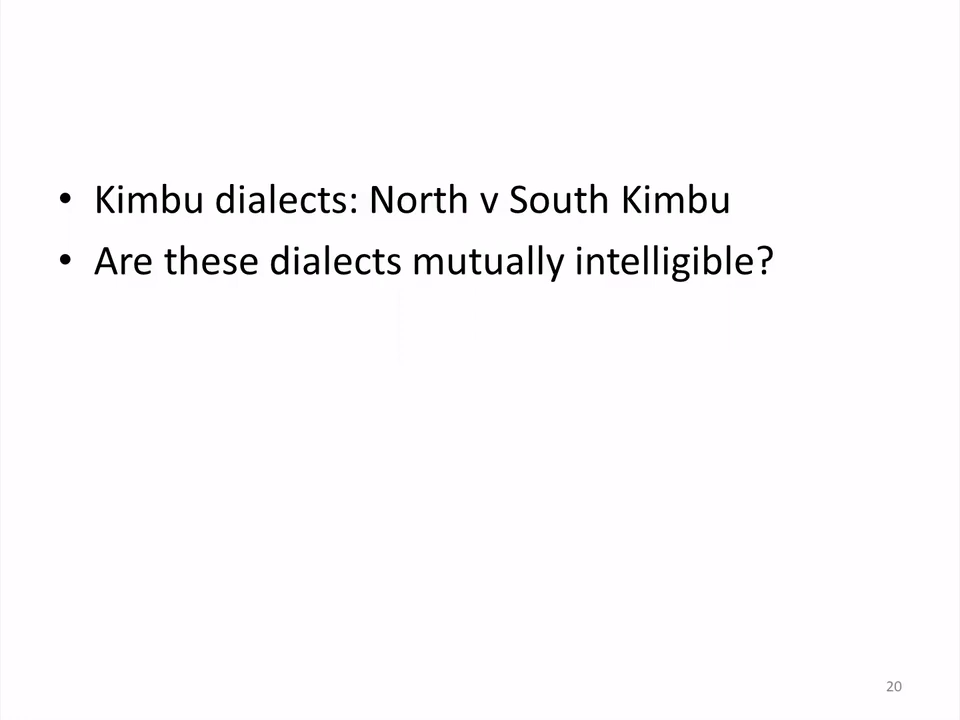 • Kimbu dialects: North v South Kimbu
• Are these dialects mutually intelligible?
20